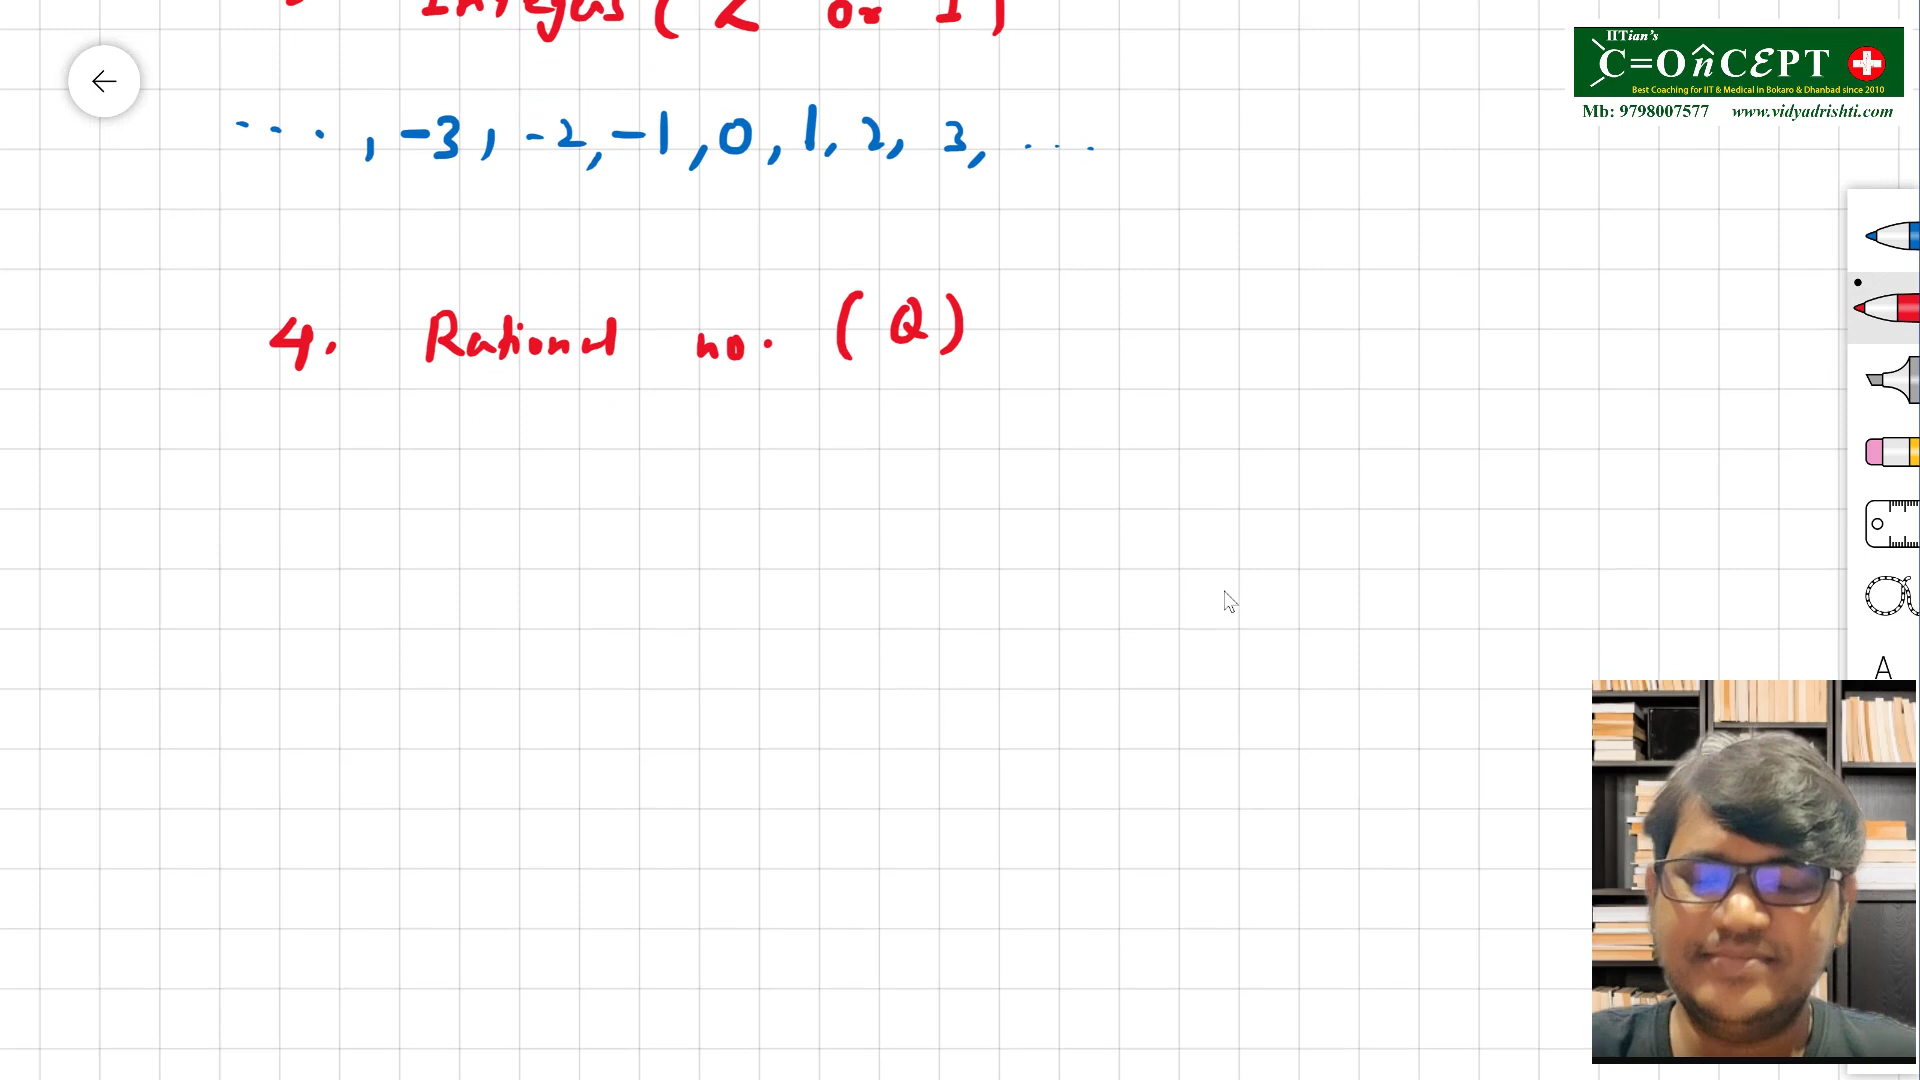 Integers ( Z or I )
..., -3, -2, -1, 0, 1, 2, 3, ...
4. Rational no. ( Q )
IITian's
C=OnCEPT
Best Coaching for IIT & Medical in Bokaro & Dhanbad since 2010
Mb: 9798007577 www.vidyadrishti.com
A